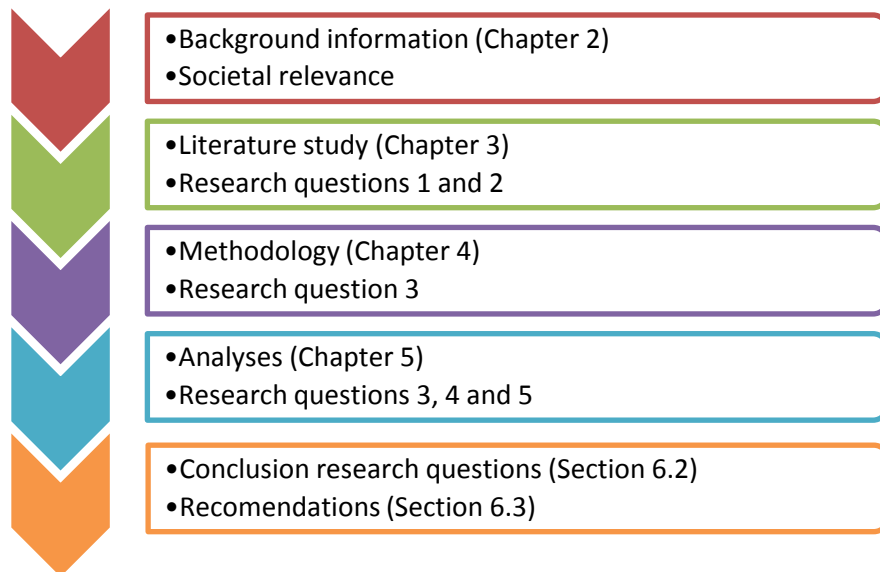 •Background information (Chapter 2)
•Societal relevance
•Literature study (Chapter 3)
•Research questions 1 and 2
•Methodology (Chapter 4)
•Research question 3
•Analyses (Chapter 5)
•Research questions 3, 4 and 5
•Conclusion research questions (Section 6.2)
•Recomendations (Section 6.3)